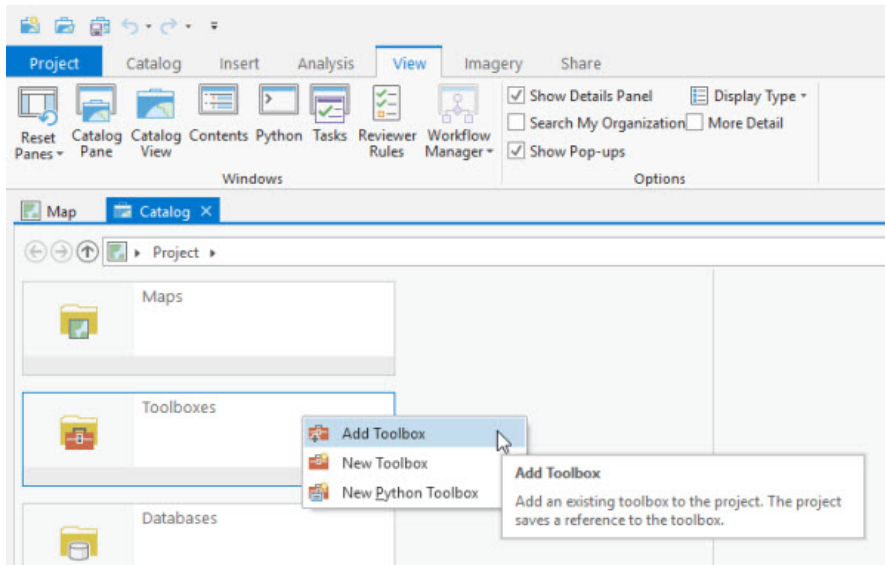 Project Catalog Insert Analysis View Imagery Share
Reset Panes
Catalog Pane
Catalog View
Contents
Python
Tasks
Reviewer Rules
Workflow Manager
Windows
Show Details Panel
Search My Organization
Show Pop-ups
Display Type
More Detail
Options
Map Catalog
Project
Maps
Toolboxes
Add Toolbox
New Toolbox
New Python Toolbox
Add Toolbox
Add an existing toolbox to the project. The project
saves a reference to the toolbox.
Databases